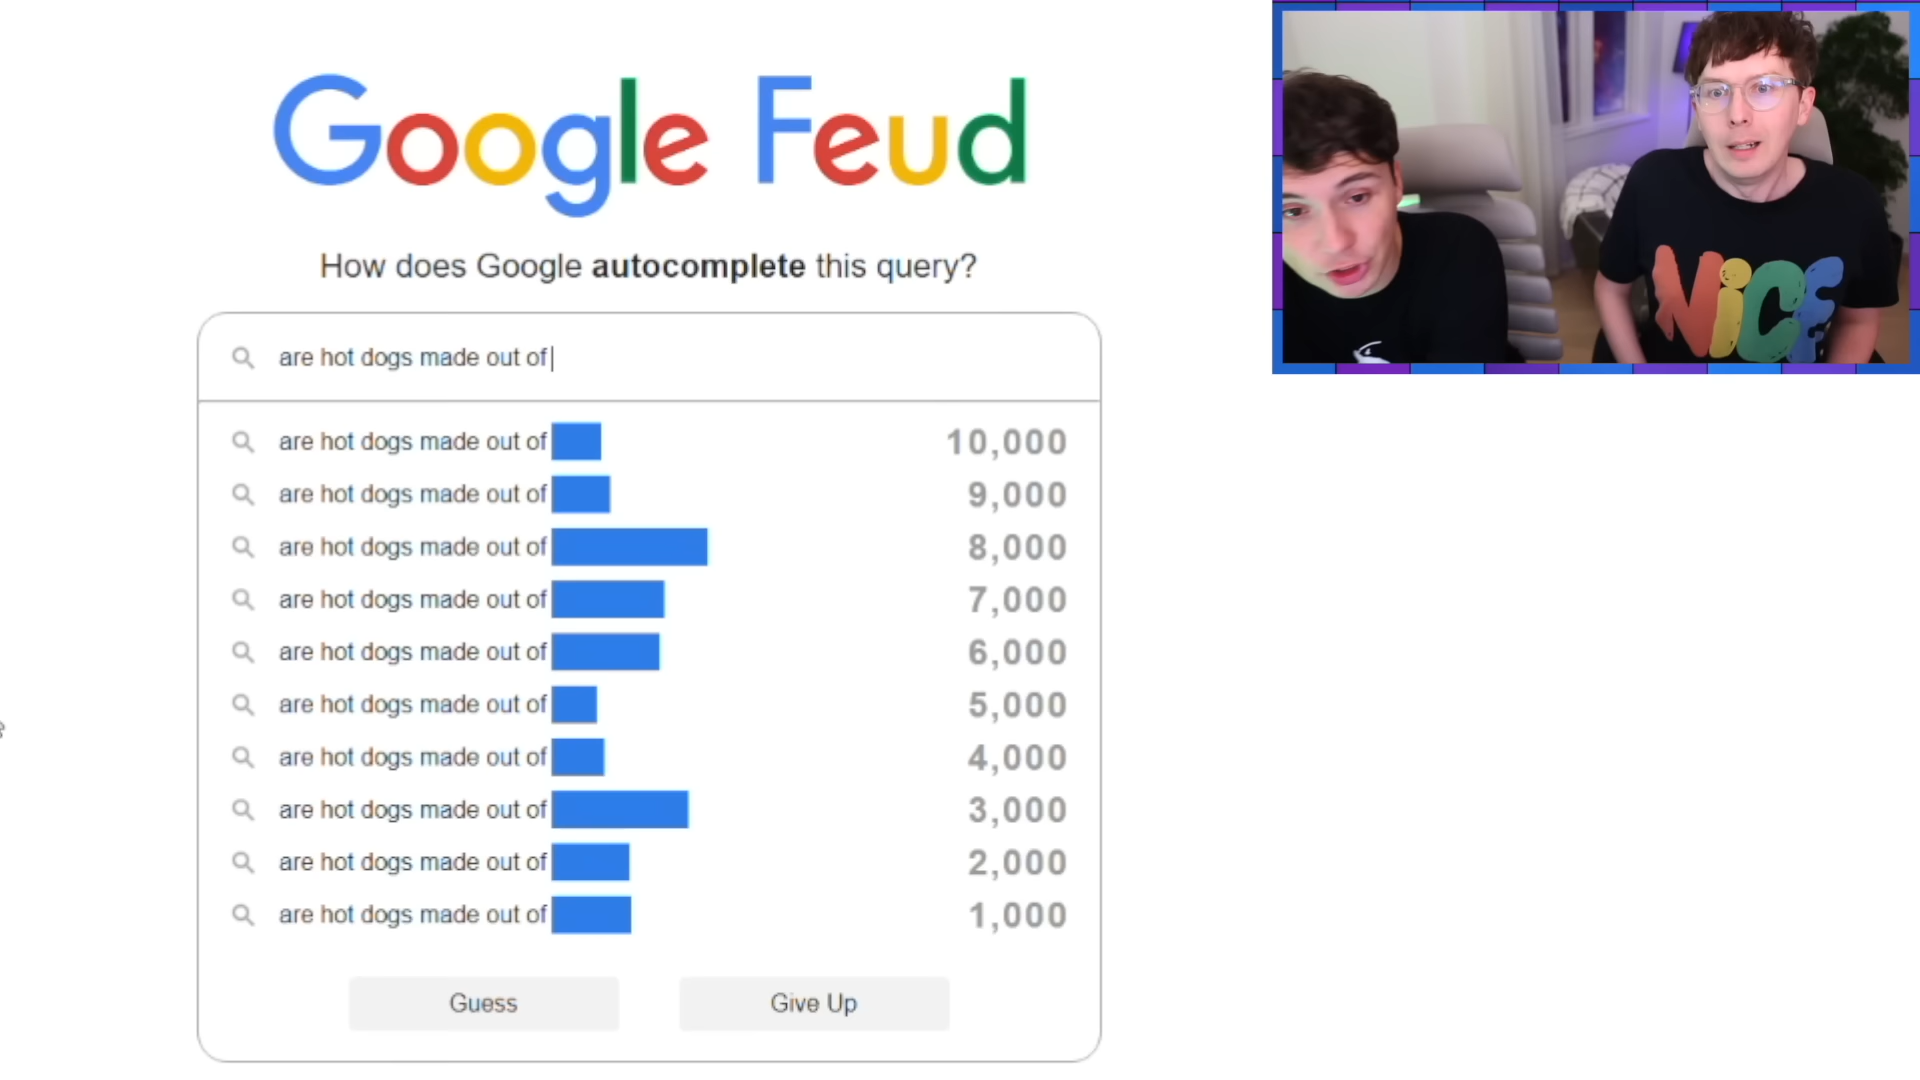 Google Feud
How does Google autocomplete this query?
are hot dogs made out of
are hot dogs made out of 10,000
are hot dogs made out of 9,000
are hot dogs made out of 8,000
are hot dogs made out of 7,000
are hot dogs made out of 6,000
are hot dogs made out of 5,000
are hot dogs made out of 4,000
are hot dogs made out of 3,000
are hot dogs made out of 2,000
are hot dogs made out of 1,000
Guess Give Up
NiCE